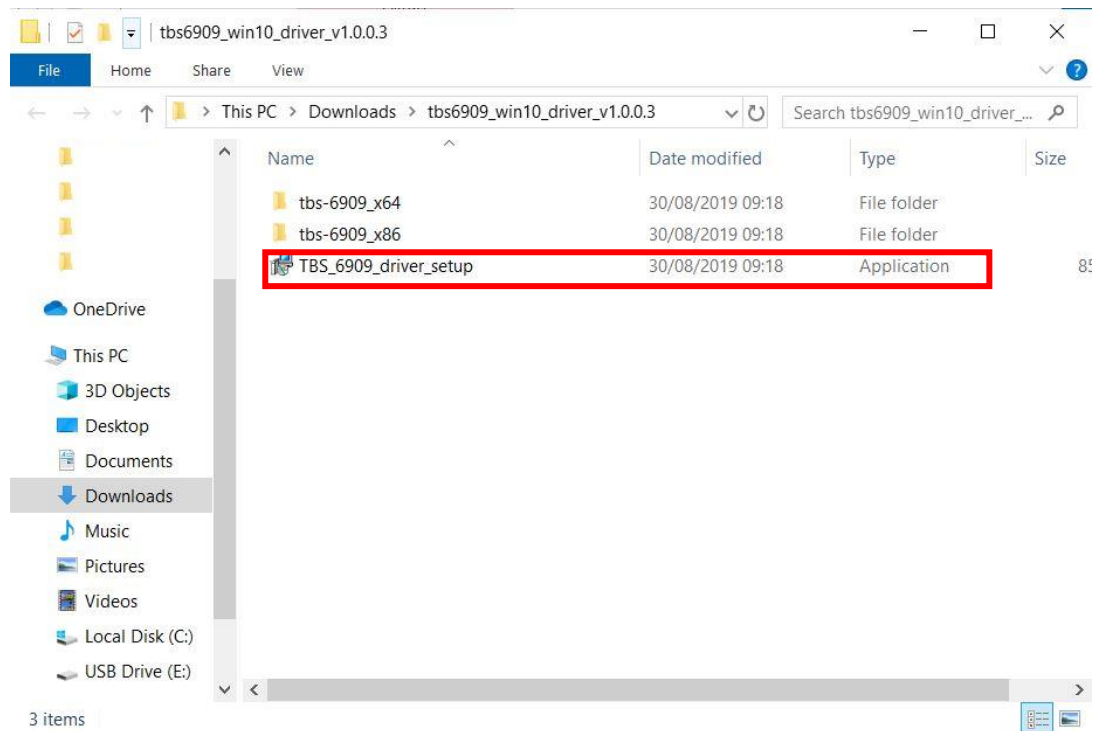 tbs6909_win10_driver_v1.0.0.3
File Home Share View
This PC > Downloads > tbs6909_win10_driver_v1.0.0.3 Search tbs6909_win10_driver_...
Name Date modified Type Size
tbs-6909_x64 30/08/2019 09:18 File folder
tbs-6909_x86 30/08/2019 09:18 File folder
TBS_6909_driver_setup 30/08/2019 09:18 Application 85
OneDrive
This PC
3D Objects
Desktop
Documents
Downloads
Music
Pictures
Videos
Local Disk (C:)
USB Drive (E:)
3 items